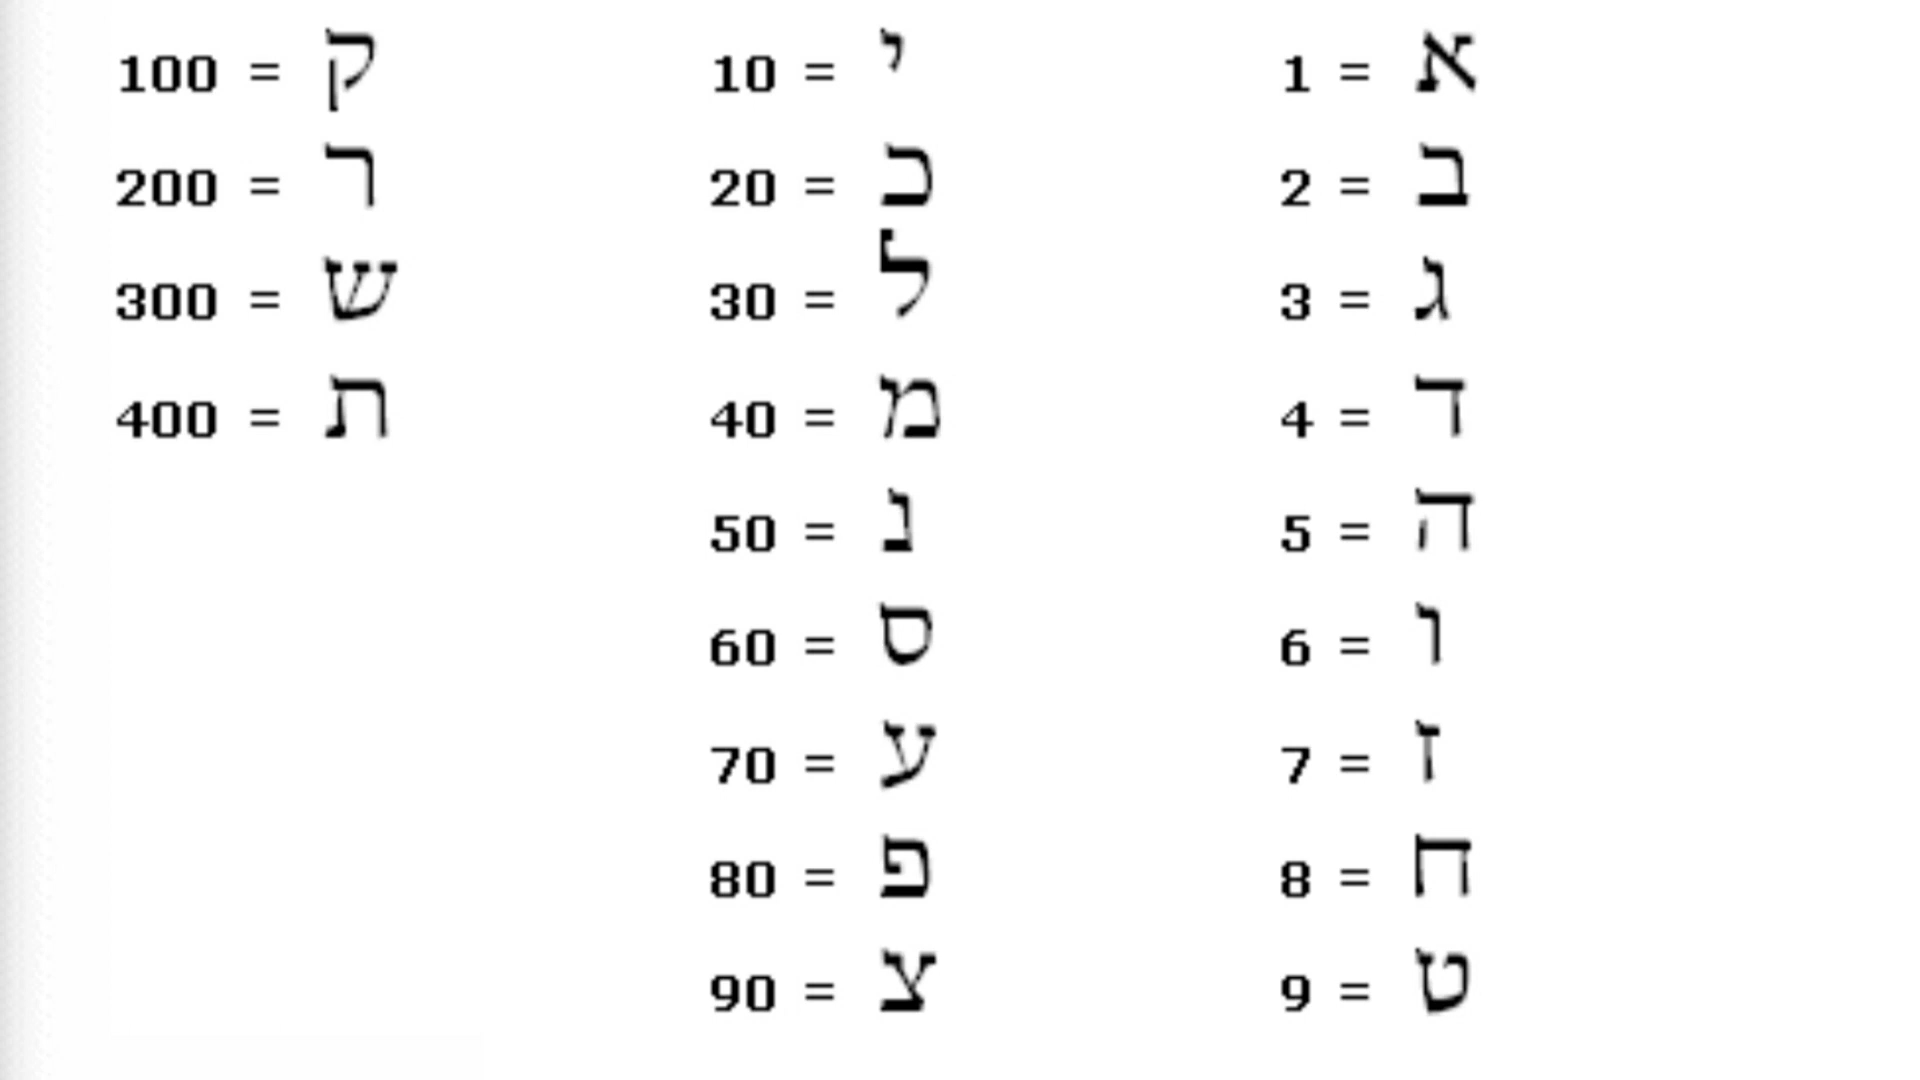 100 = ק 10 = י 1 = א
200 = ר 20 = כ 2 = ב
300 = ש 30 = ל 3 = ג
400 = ת 40 = מ 4 = ד
50 = נ 5 = ה
60 = ס 6 = ו
70 = ע 7 = ז
80 = פ 8 = ח
90 = צ 9 = ט